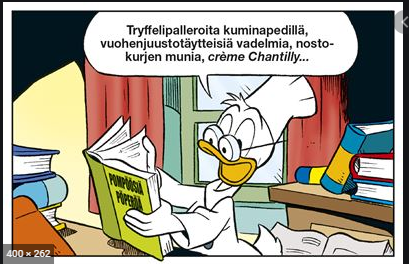 Tryffelipalleroita kuminapedillä,
vuohenjuustotäytteisiä vadelmia, nosto-
kurjen munia, crème Chantilly...
POMPÖÖSIÄ
PÖPERÖÄ
400 × 262